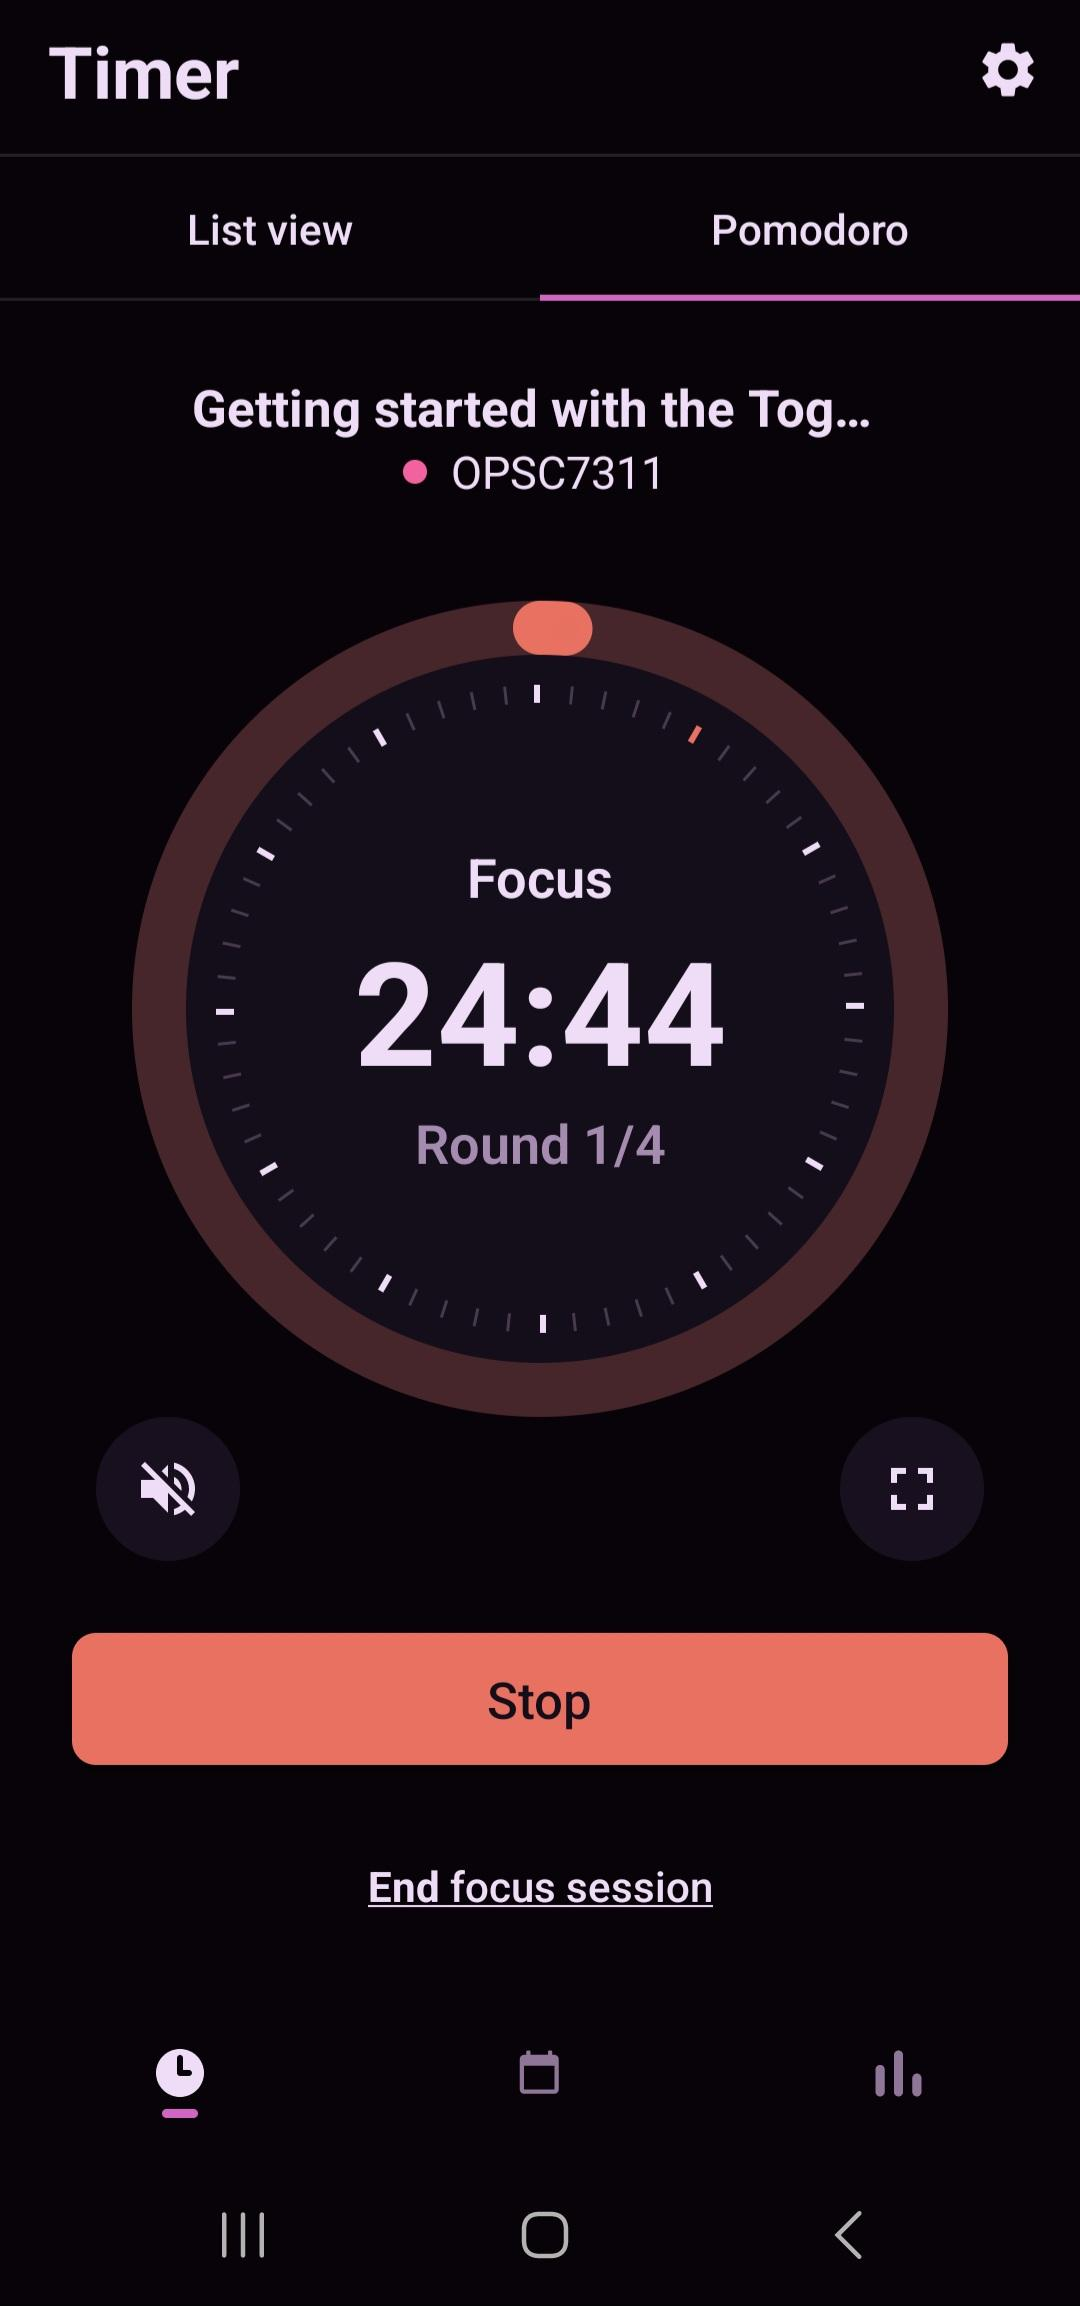 Timer
List view
Pomodoro
Getting started with the Tog...
OPSC7311
Focus
24:44
Round 1/4
Stop
End focus session